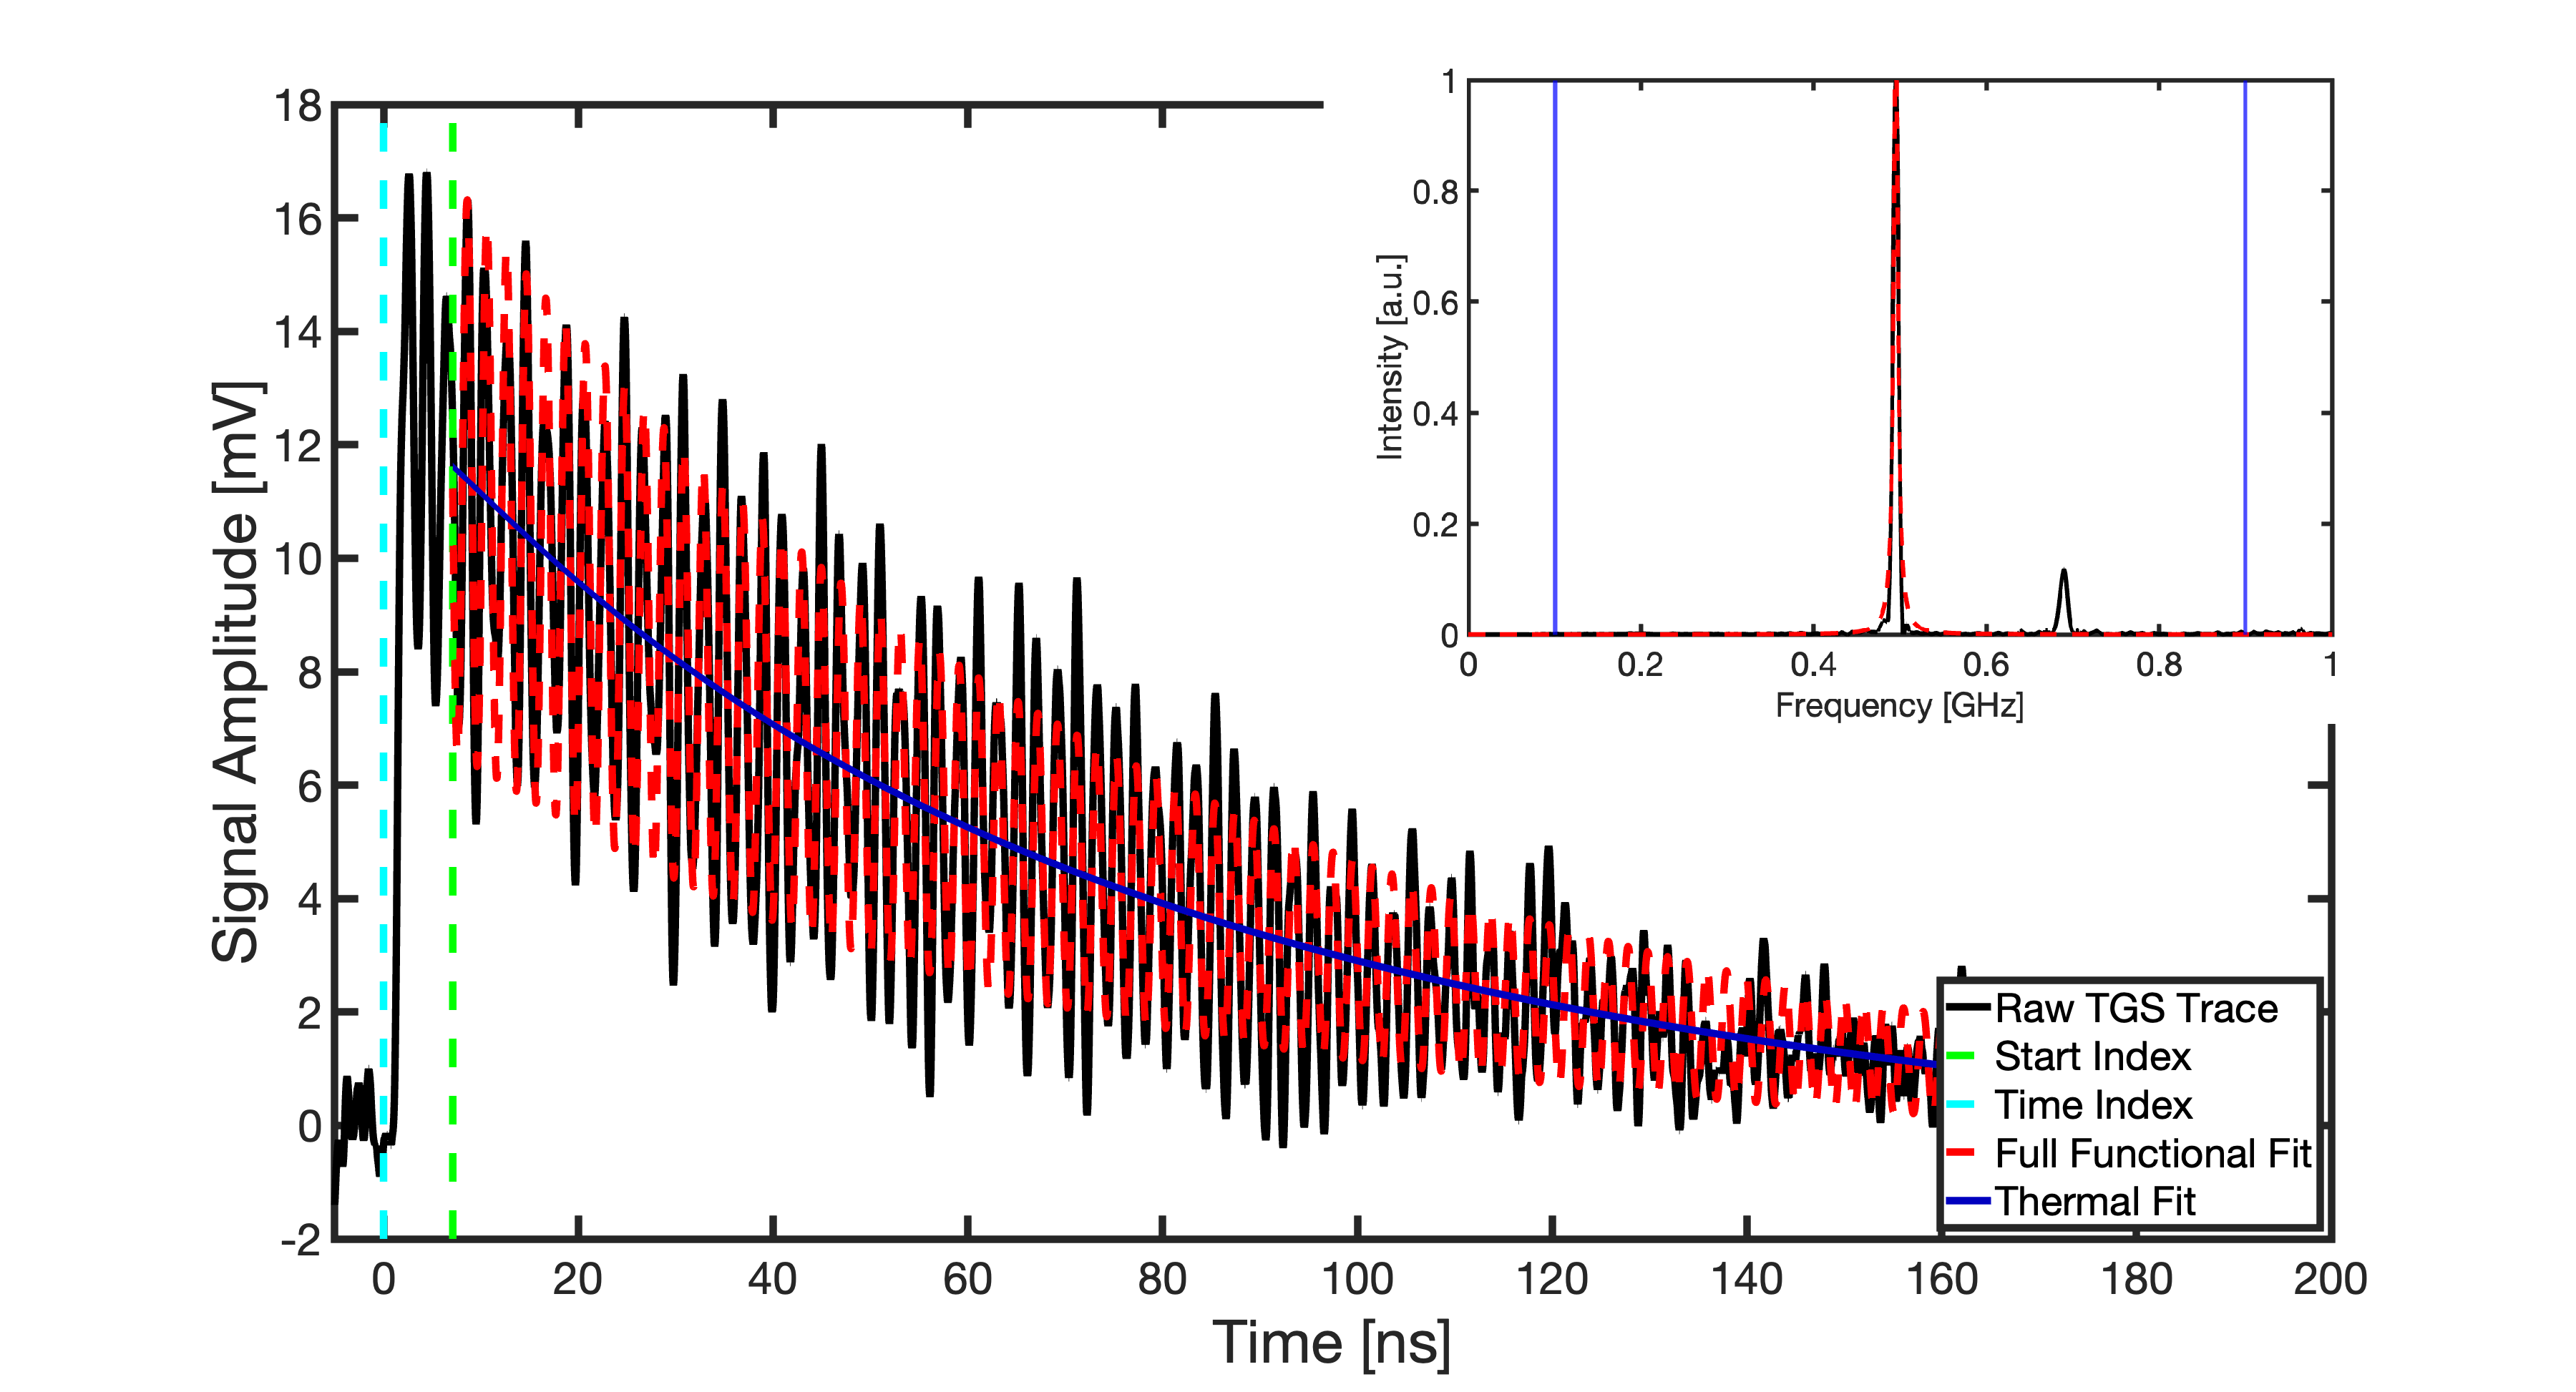 18
16
14
12
10
8
6
4
2
0
-2
Signal Amplitude [mV]
0 20 40 60 80 100 120 140 160 180 200
Time [ns]
1
0.8
0.6
0.4
0.2
0
Intensity [a.u.]
0 0.2 0.4 0.6 0.8 1
Frequency [GHz]
Raw TGS Trace
Start Index
Time Index
Full Functional Fit
Thermal Fit